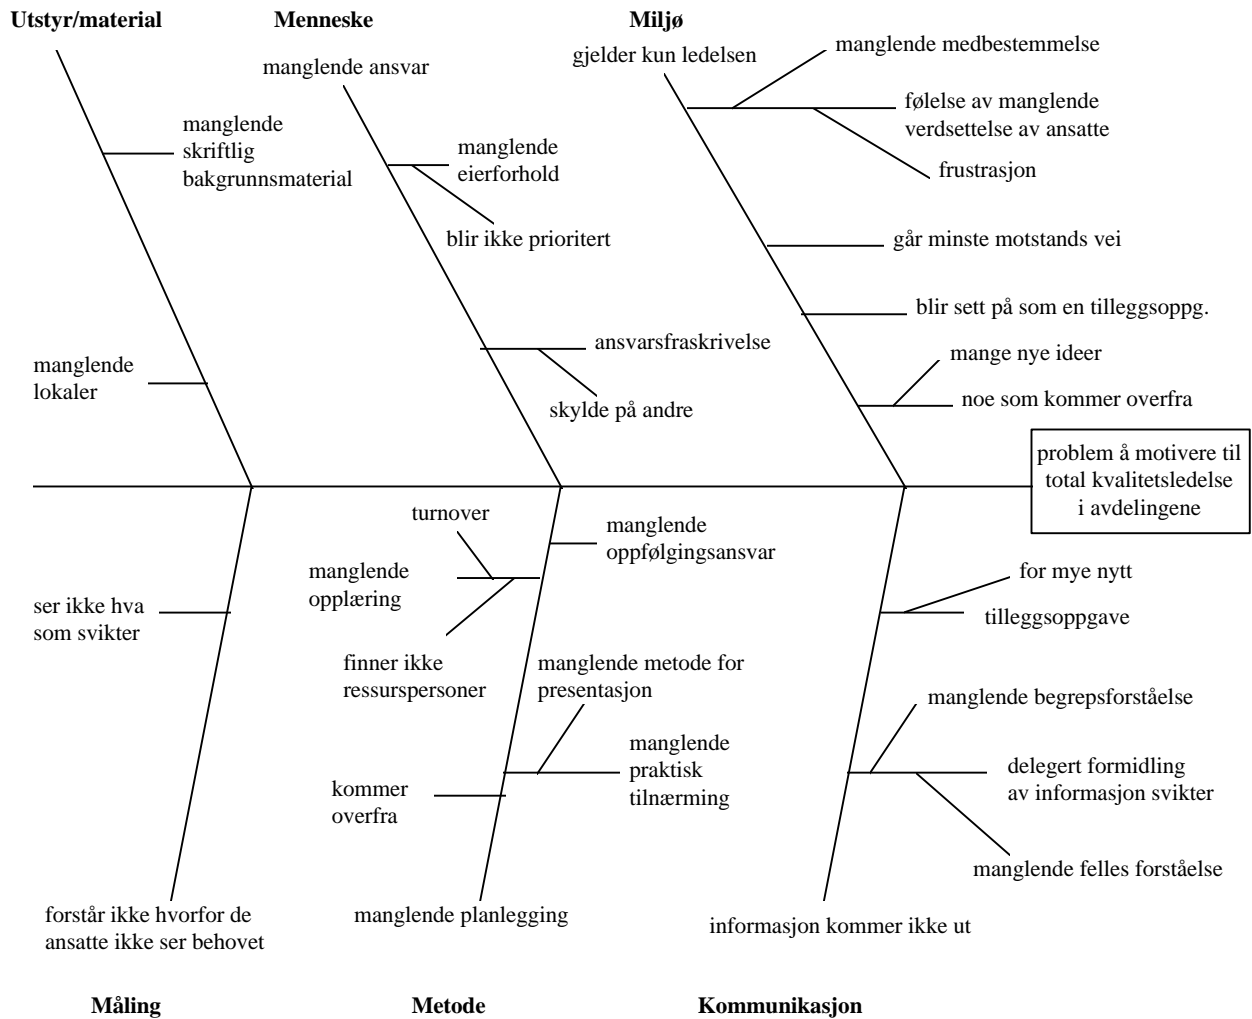 Utstyr/material
Menneske
Miljø
manglende ansvar
gjelder kun ledelsen
manglende medbestemmelse
følelse av manglende
verdsettelse av ansatte
frustrasjon
manglende
skriftlig
bakgrunnsmaterial
manglende
eierforhold
blir ikke prioritert
går minste motstands vei
blir sett på som en tilleggsoppg.
manglende
lokaler
ansvarsfraskrivelse
skylde på andre
mange nye ideer
noe som kommer overfra
problem å motivere til
total kvalitetsledelse
i avdelingene
turnover
manglende
opplæring
finner ikke
ressurspersoner
manglende
oppfølgingsansvar
for mye nytt
tilleggsoppgave
ser ikke hva
som svikter
manglende metode for
presentasjon
manglende
praktisk
tilnærming
kommer
overfra
manglende begrepsforståelse
delegert formidling
av informasjon svikter
manglende felles forståelse
forstår ikke hvorfor de
ansatte ikke ser behovet
manglende planlegging
informasjon kommer ikke ut
Måling
Metode
Kommunikasjon